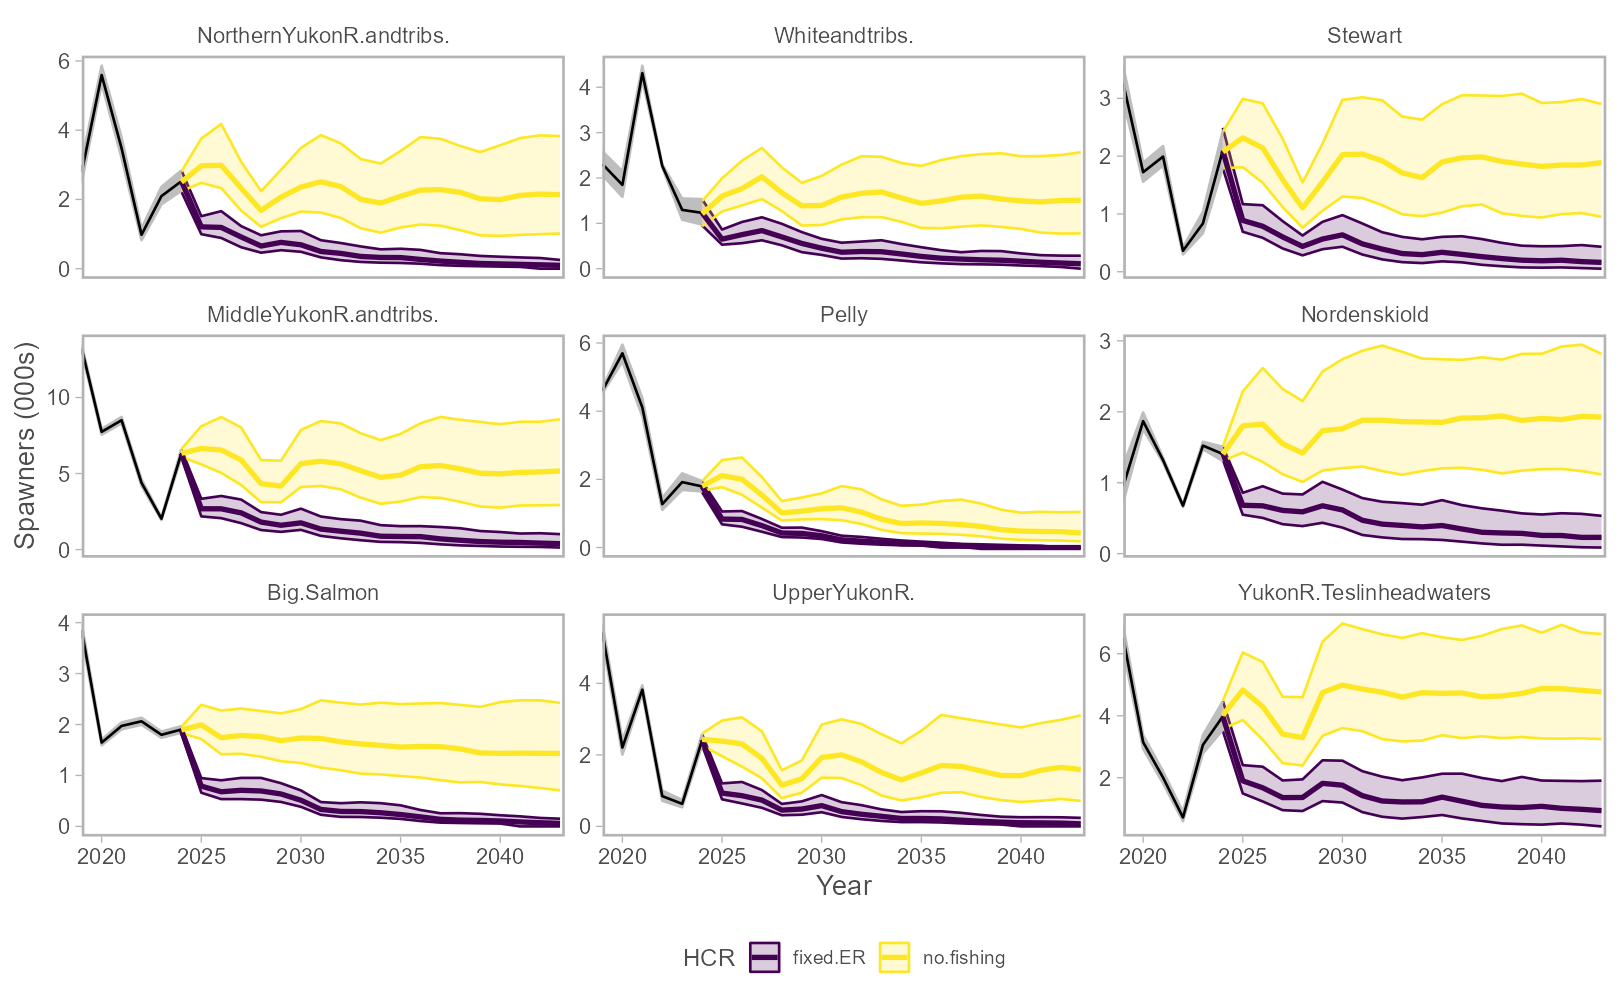 NorthernYukonR.andtribs.
Whiteandtribs.
Stewart
6
4
2
0
4
3
2
1
0
3
2
1
0
MiddleYukonR.andtribs.
Pelly
Nordenskiold
Spawners (000s)
10
5
0
6
4
2
0
3
2
1
0
Big.Salmon
UpperYukonR.
YukonR.Teslinheadwaters
4
3
2
1
0
4
2
0
6
4
2
2020 2025 2030 2035 2040
2020 2025 2030 2035 2040
2020 2025 2030 2035 2040
Year
HCR fixed.ER no.fishing